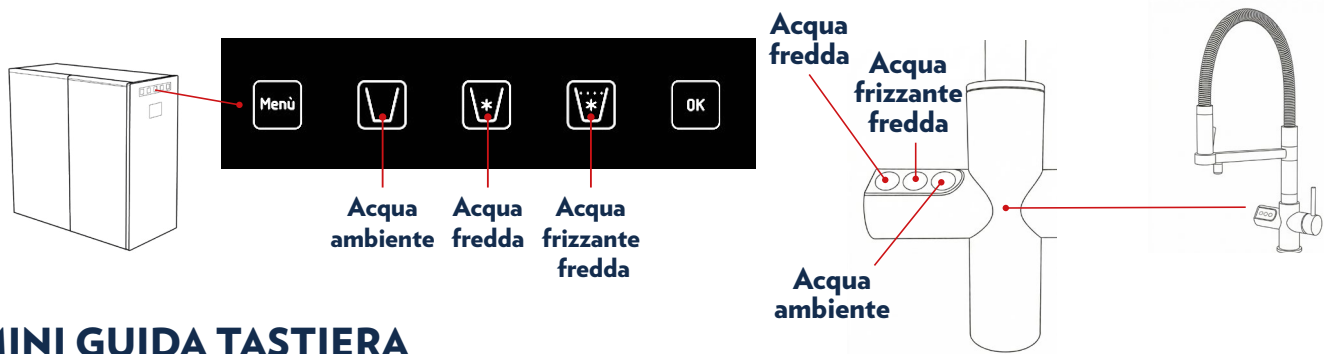 Menù
OK
Acqua
ambiente
Acqua
fredda
Acqua
frizzante
fredda
Acqua
fredda
Acqua
frizzante
fredda
Acqua
ambiente
MINI GUIDA TASTIERA